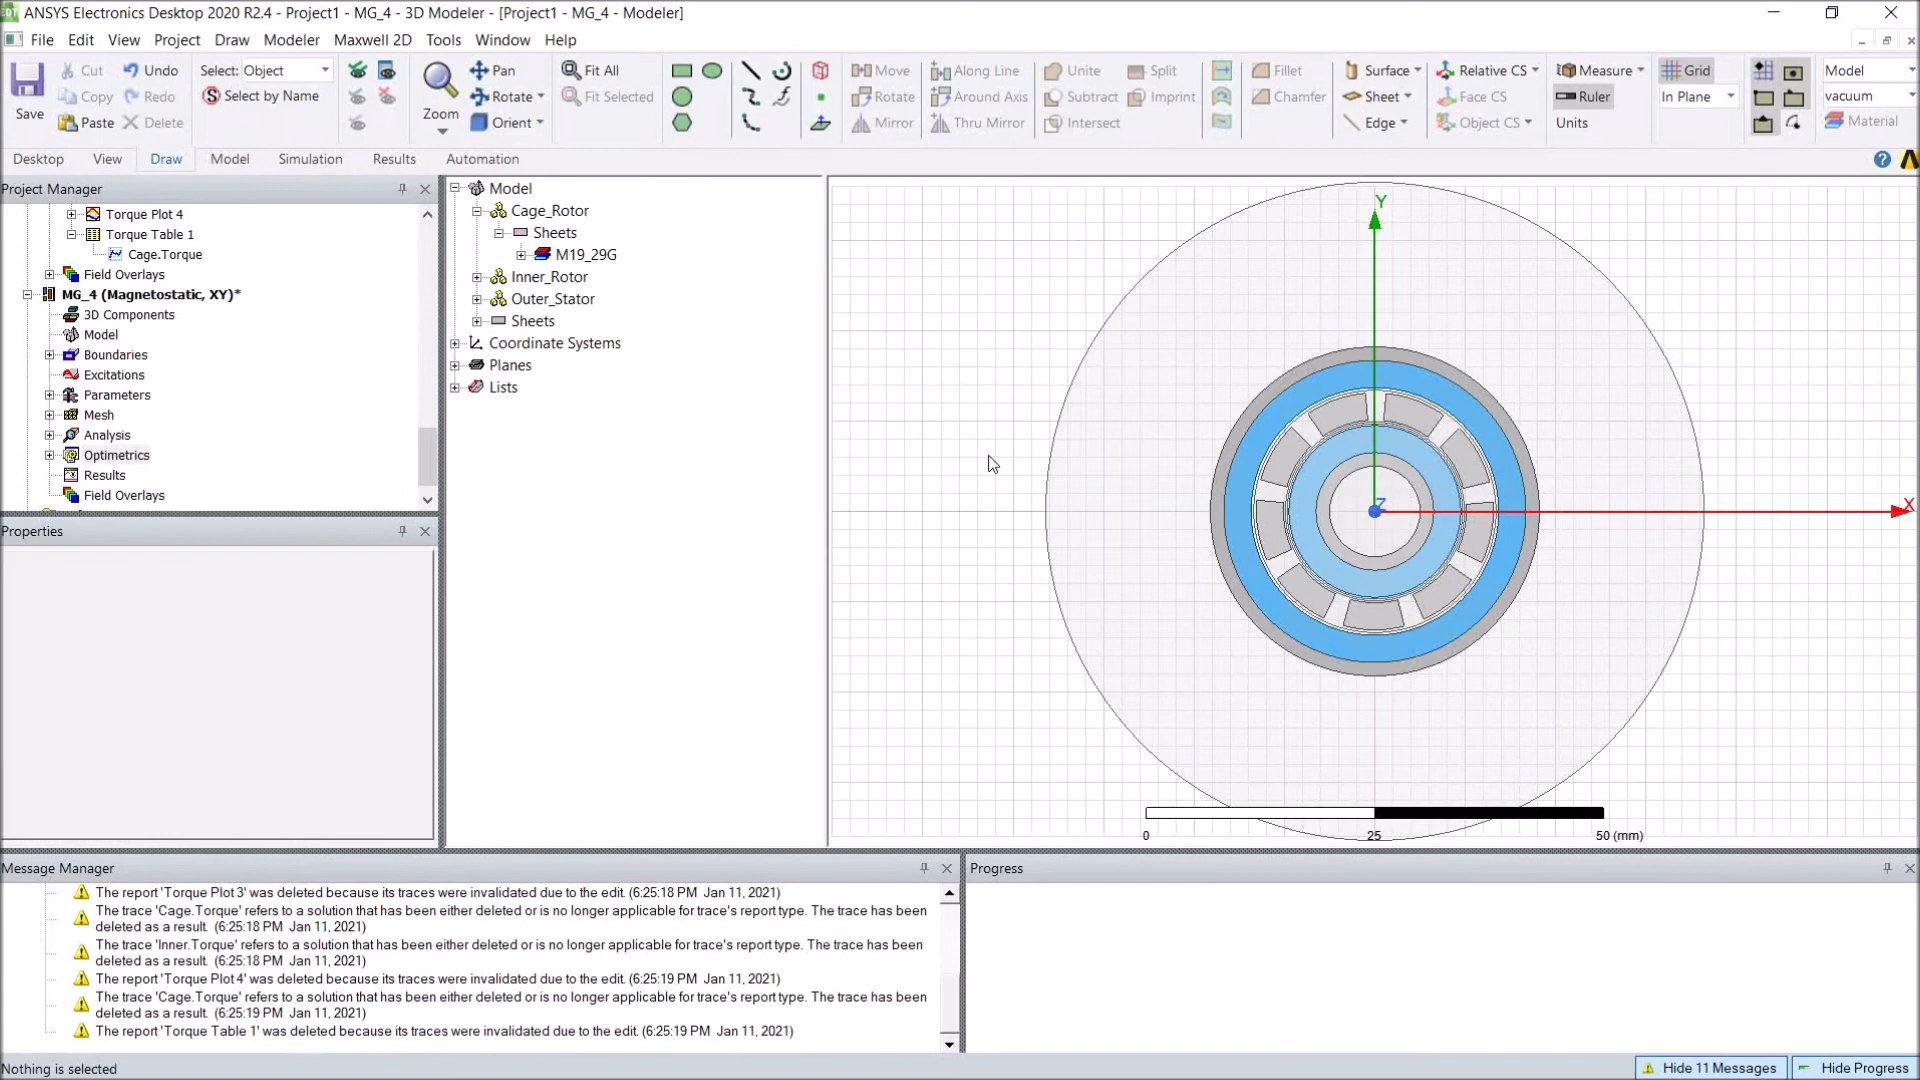 ANSYS Electronics Desktop 2020 R2.4 - Project1 - MG_4 - 3D Modeler - [Project1 - MG_4 - Modeler]
File Edit View Project Draw Modeler Maxwell 2D Tools Window Help
Save
Cut
Copy
Paste
Undo
Redo
Delete
Select: Object
Select by Name
Zoom
Pan
Rotate
Orient
Fit All
Fit Selected
Move
Rotate
Mirror
Along Line
Around Axis
Thru Mirror
Unite
Subtract
Intersect
Split
Imprint
Fillet
Chamfer
Surface
Sheet
Edge
Relative CS
Face CS
Object CS
Measure
Ruler
Units
Grid
In Plane
Model
vacuum
Material
Desktop View Draw Model Simulation Results Automation
Project Manager
Torque Plot 4
Torque Table 1
Cage.Torque
Field Overlays
MG_4 (Magnetostatic, XY)*
3D Components
Model
Boundaries
Excitations
Parameters
Mesh
Analysis
Optimetrics
Results
Field Overlays
Properties
Model
Cage_Rotor
Sheets
M19_29G
Inner_Rotor
Outer_Stator
Sheets
Coordinate Systems
Planes
Lists
Y
Z
X
0 25 50 (mm)
Message Manager
The report 'Torque Plot 3' was deleted because its traces were invalidated due to the edit. (6:25:18 PM Jan 11, 2021)
The trace 'Cage.Torque' refers to a solution that has been either deleted or is no longer applicable for trace's report type. The trace has been
deleted as a result. (6:25:18 PM Jan 11, 2021)
The trace 'Inner.Torque' refers to a solution that has been either deleted or is no longer applicable for trace's report type. The trace has been
deleted as a result. (6:25:18 PM Jan 11, 2021)
The report 'Torque Plot 4' was deleted because its traces were invalidated due to the edit. (6:25:19 PM Jan 11, 2021)
The trace 'Cage.Torque' refers to a solution that has been either deleted or is no longer applicable for trace's report type. The trace has been
deleted as a result. (6:25:19 PM Jan 11, 2021)
The report 'Torque Table 1' was deleted because its traces were invalidated due to the edit. (6:25:19 PM Jan 11, 2021)
Progress
Nothing is selected
Hide 11 Messages
Hide Progress